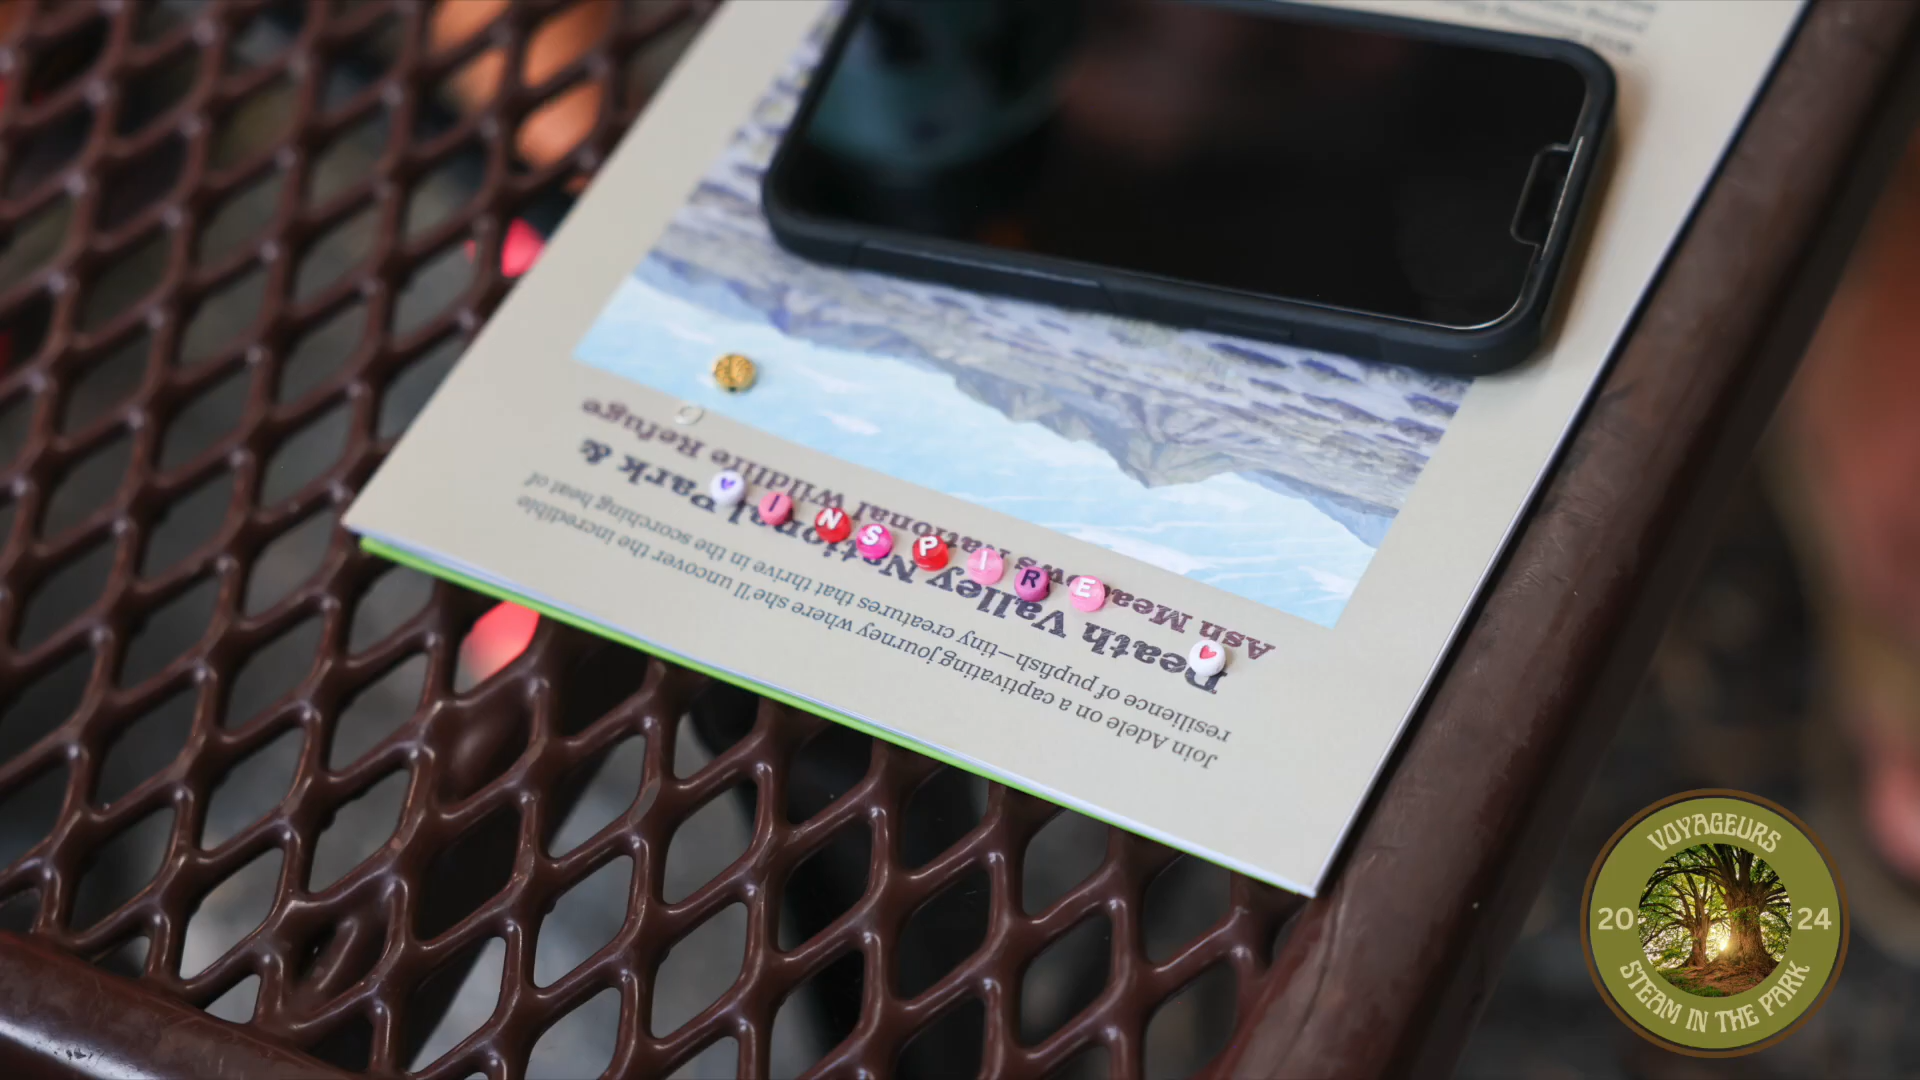 INSPIRE
Death Valley National Park &
Ash Meadows National Wildlife Refuge
Join Adele on a captivating journey where she'll uncover the incredible
resilience of pupfish—tiny creatures that thrive in the scorching heat of
VOYAGEURS
20 24
STEAM IN THE PARK